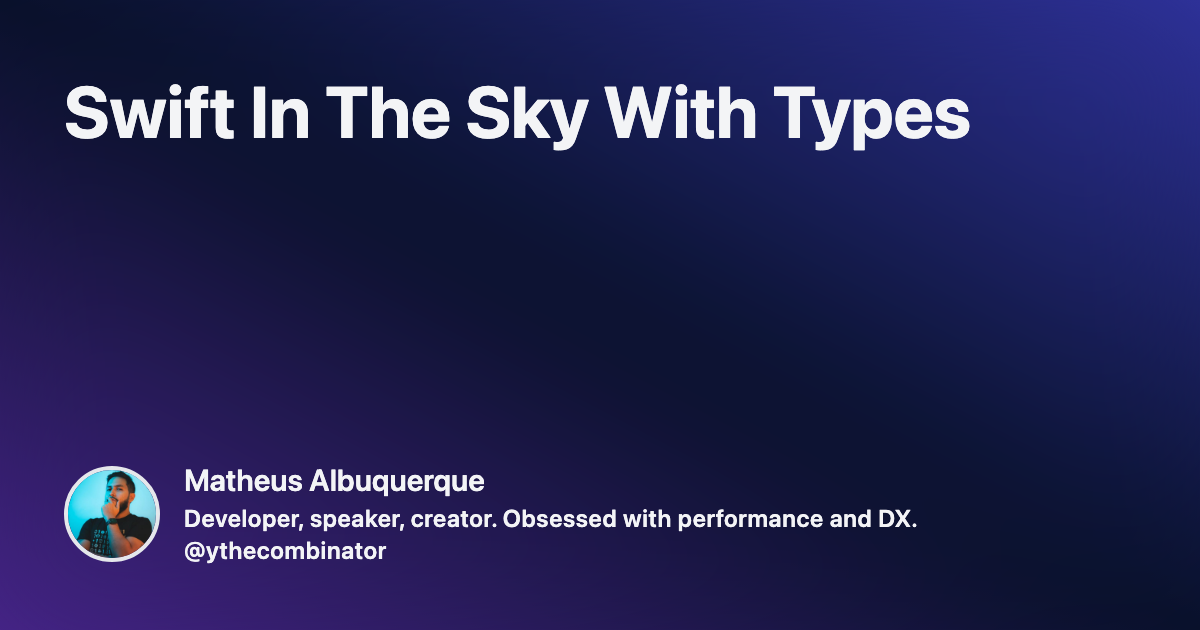 Swift In The Sky With Types
Matheus Albuquerque
Developer, speaker, creator. Obsessed with performance and DX.
@ythecombinator